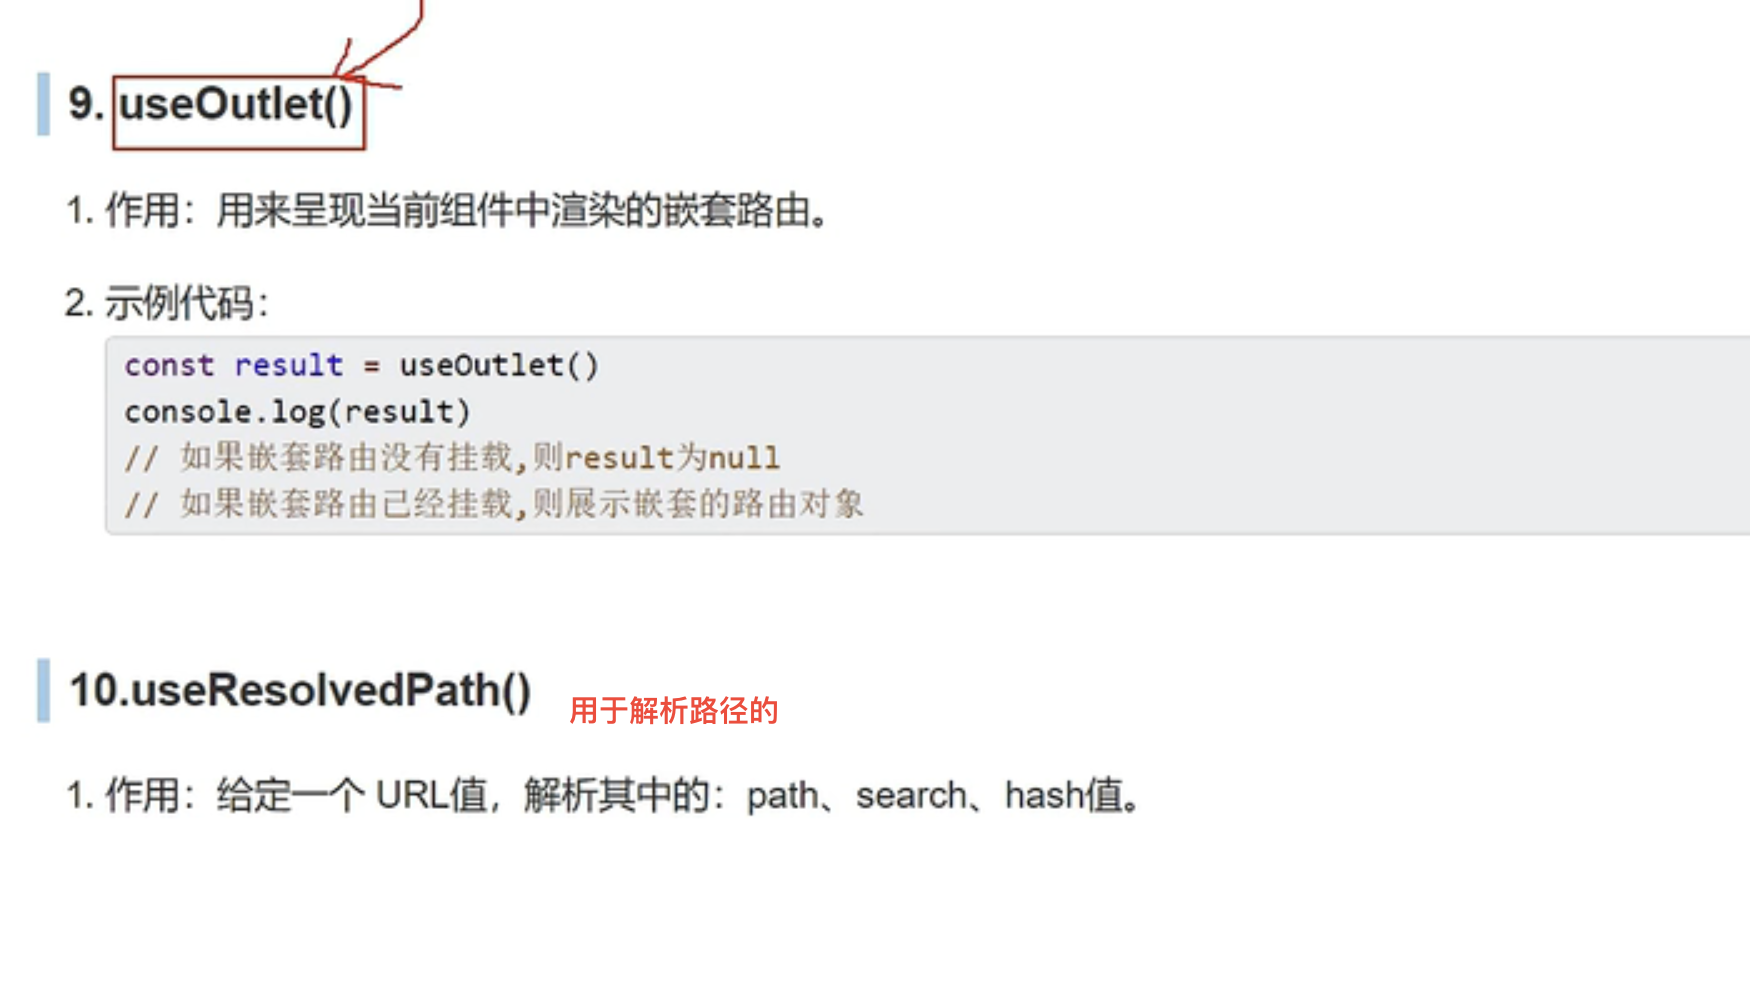 9. useOutlet()
1. 作用：用来呈现当前组件中渲染的嵌套路由。
2. 示例代码：
const result = useOutlet()
console.log(result)
// 如果嵌套路由没有挂载,则result为null
// 如果嵌套路由已经挂载,则展示嵌套的路由对象
10.useResolvedPath()
用于解析路径的
1. 作用：给定一个 URL值，解析其中的：path、search、hash值。